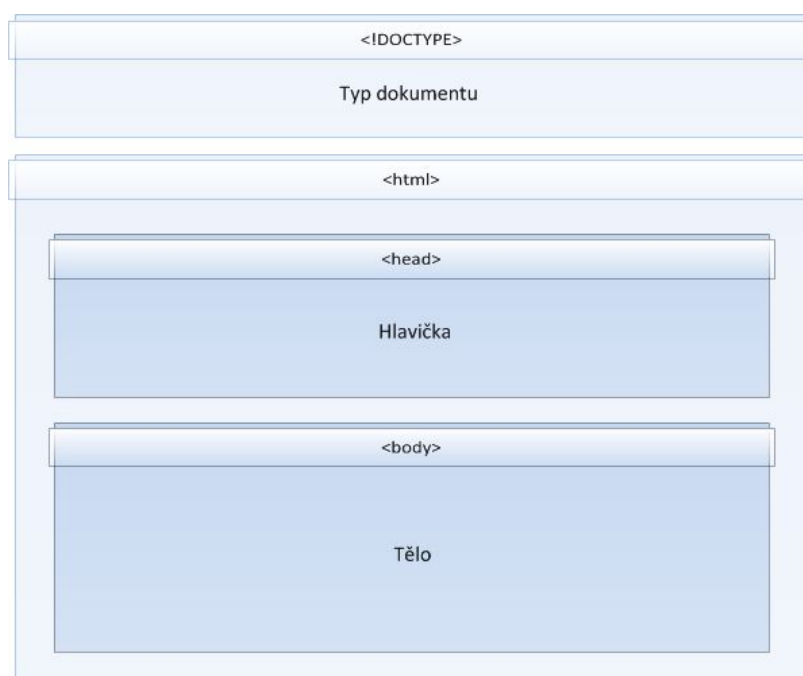 <!DOCTYPE>
Typ dokumentu
<html>
<head>
Hlavička
<body>
Tělo